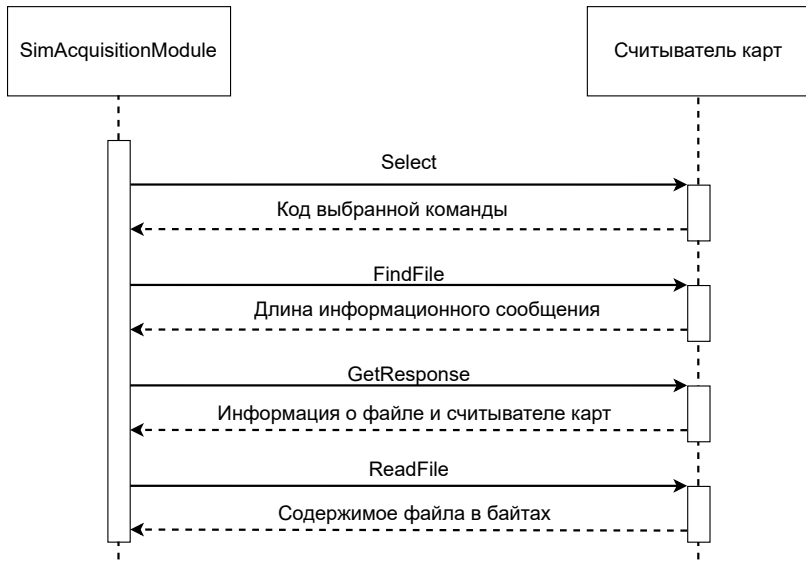 SimAcquisitionModule
Считыватель карт
Select
Код выбранной команды
FindFile
Длина информационного сообщения
GetResponse
Информация о файле и считывателе карт
ReadFile
Содержимое файла в байтах